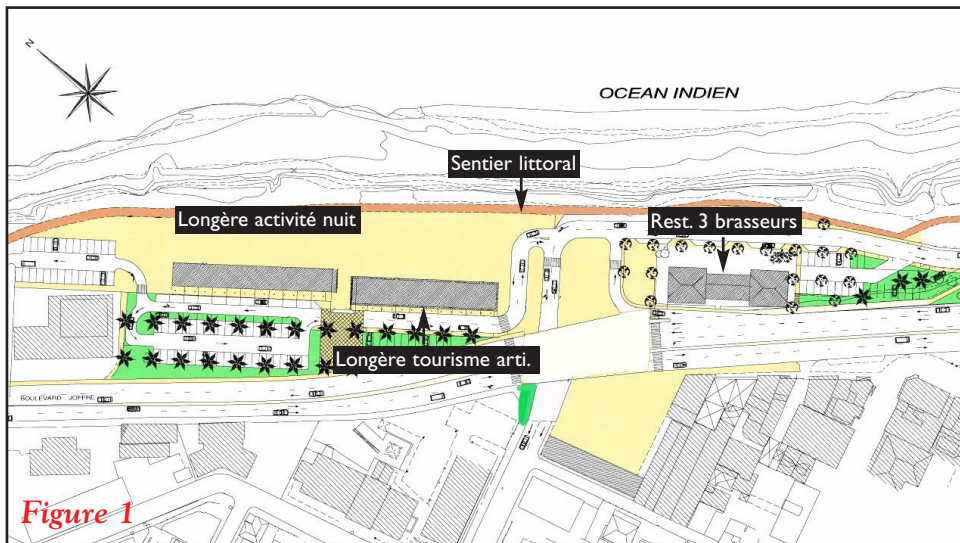 N
OCEAN INDIEN
Sentier littoral
Longère activité nuit
Rest. 3 brasseurs
Longère tourisme arti.
BOULEVARD JOFFRE
Figure 1